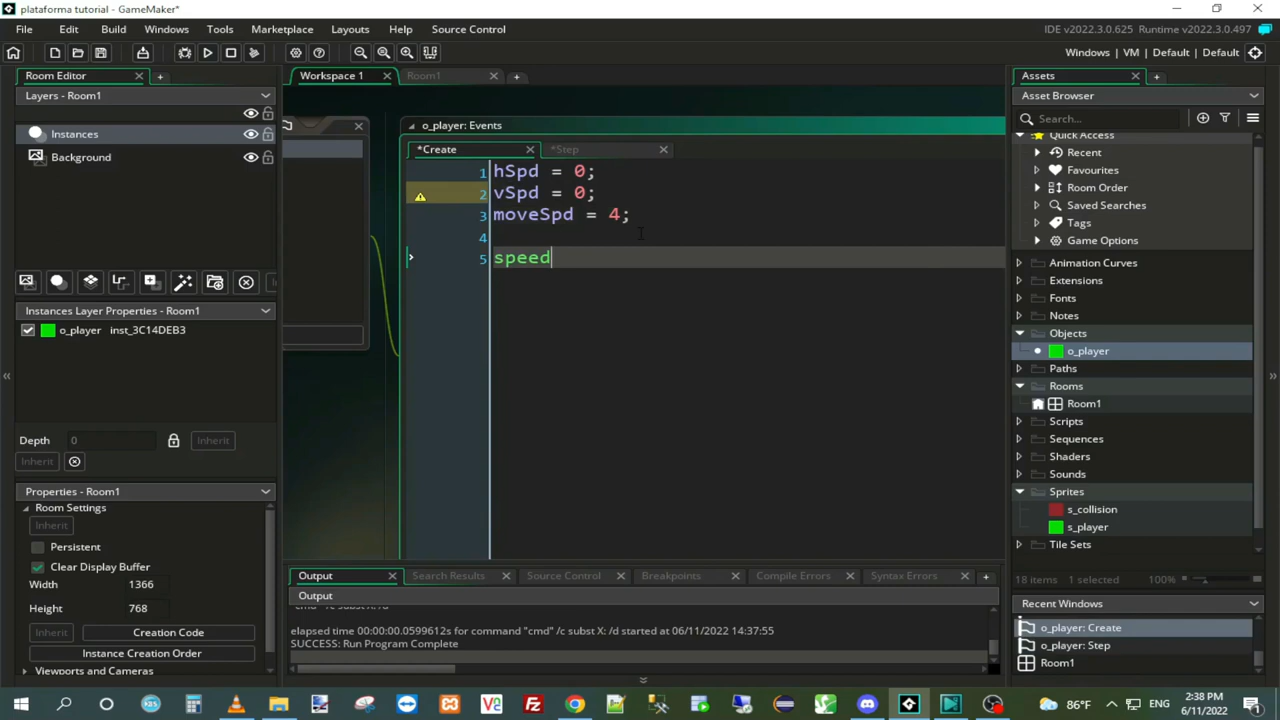 plataforma tutorial - GameMaker*
File Edit Build Windows Tools Marketplace Layouts Help Source Control
IDE v2022.3.0.625 Runtime v2022.3.0.497
Windows | VM | Default | Default
Room Editor
Layers - Room1
Instances
Background
Instances Layer Properties - Room1
o_player inst_3C14DEB3
Depth 0 Inherit
Inherit
Properties - Room1
Room Settings
Inherit
Persistent
Clear Display Buffer
Width 1366
Height 768
Inherit Creation Code
Instance Creation Order
Viewports and Cameras
Workspace 1 Room1
o_player: Events
*Create *Step
1 hSpd = 0;
2 vSpd = 0;
3 moveSpd = 4;
4
5 speed
Output Search Results Source Control Breakpoints Compile Errors Syntax Errors
Output
elapsed time 00:00:00.0599612s for command "cmd" /c subst X: /d started at 06/11/2022 14:37:55
SUCCESS: Run Program Complete
Assets
Asset Browser
Search...
Quick Access
Recent
Favourites
Room Order
Saved Searches
Tags
Game Options
Animation Curves
Extensions
Fonts
Notes
Objects
o_player
Paths
Rooms
Room1
Scripts
Sequences
Shaders
Sounds
Sprites
s_collision
s_player
Tile Sets
18 items 1 selected 100%
Recent Windows
o_player: Create
o_player: Step
Room1
86°F ENG 2:38 PM
6/11/2022